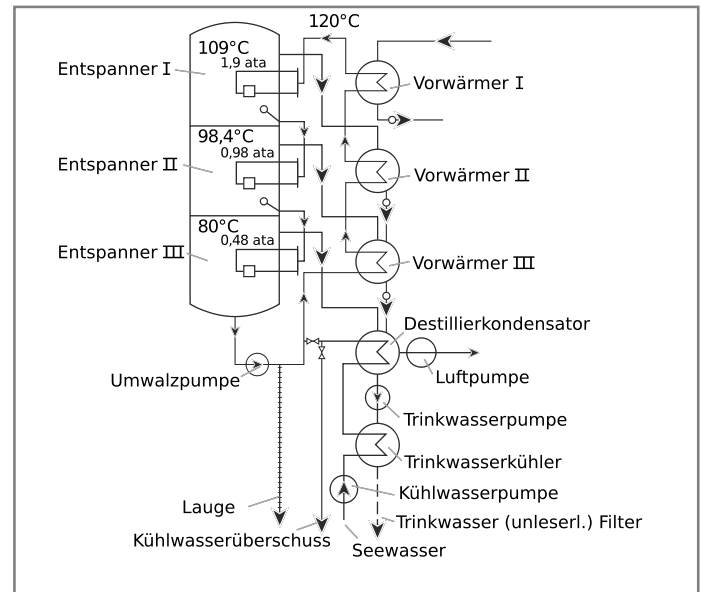 120°C
109°C
1,9 ata
Entspanner I
Vorwärmer I
98,4°C
0,98 ata
Entspanner II
Vorwärmer II
80°C
0,48 ata
Entspanner III
Vorwärmer III
Destillierkondensator
Umwalzpumpe
Luftpumpe
Trinkwasserpumpe
Trinkwasserkühler
Kühlwasserpumpe
Lauge
Trinkwasser (unleserl.) Filter
Kühlwasserüberschuss
Seewasser